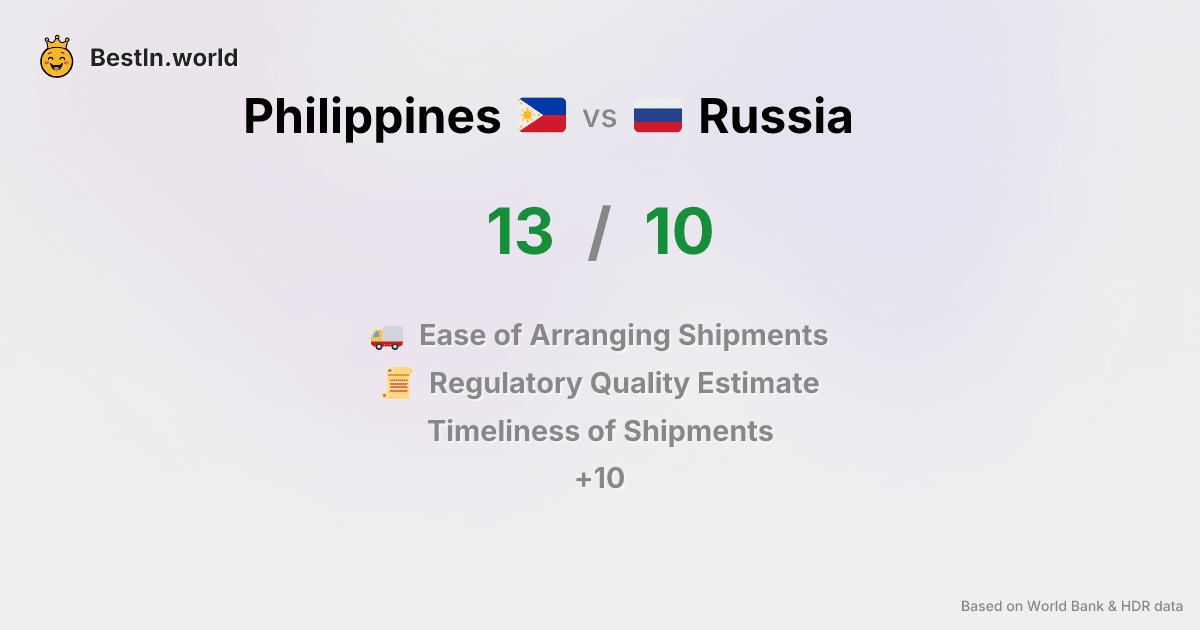 BestIn.world
Philippines vs Russia
13 / 10
Ease of Arranging Shipments
Regulatory Quality Estimate
Timeliness of Shipments
+10
Based on World Bank & HDR data